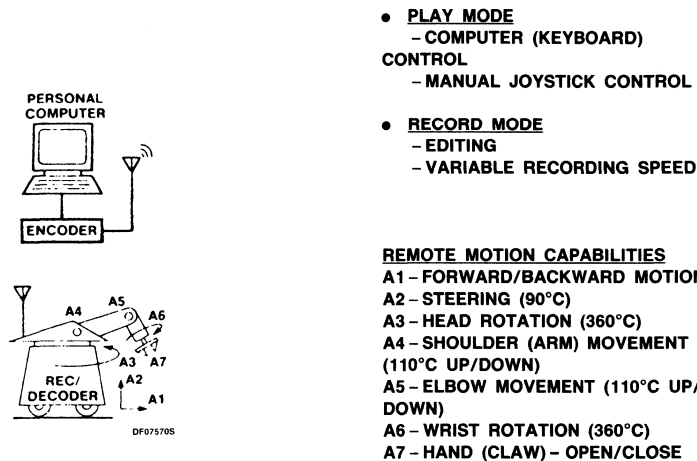 ● PLAY MODE
– COMPUTER (KEYBOARD)
CONTROL
– MANUAL JOYSTICK CONTROL
● RECORD MODE
– EDITING
– VARIABLE RECORDING SPEED
PERSONAL
COMPUTER
ENCODER
REMOTE MOTION CAPABILITIES
A1 – FORWARD/BACKWARD MOTION
A2 – STEERING (90°C)
A3 – HEAD ROTATION (360°C)
A4 – SHOULDER (ARM) MOVEMENT
(110°C UP/DOWN)
A5 – ELBOW MOVEMENT (110°C UP/
DOWN)
A6 – WRIST ROTATION (360°C)
A7 – HAND (CLAW) – OPEN/CLOSE
A5
A4
A6
A3
A7
REC/
DECODER
A2
A1
DF07570S